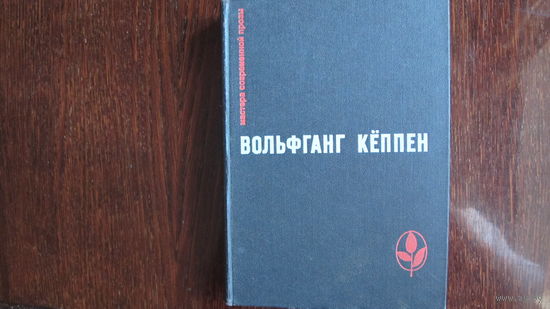 мастера современной прозы
ВОЛЬФГАНГ КЁППЕН